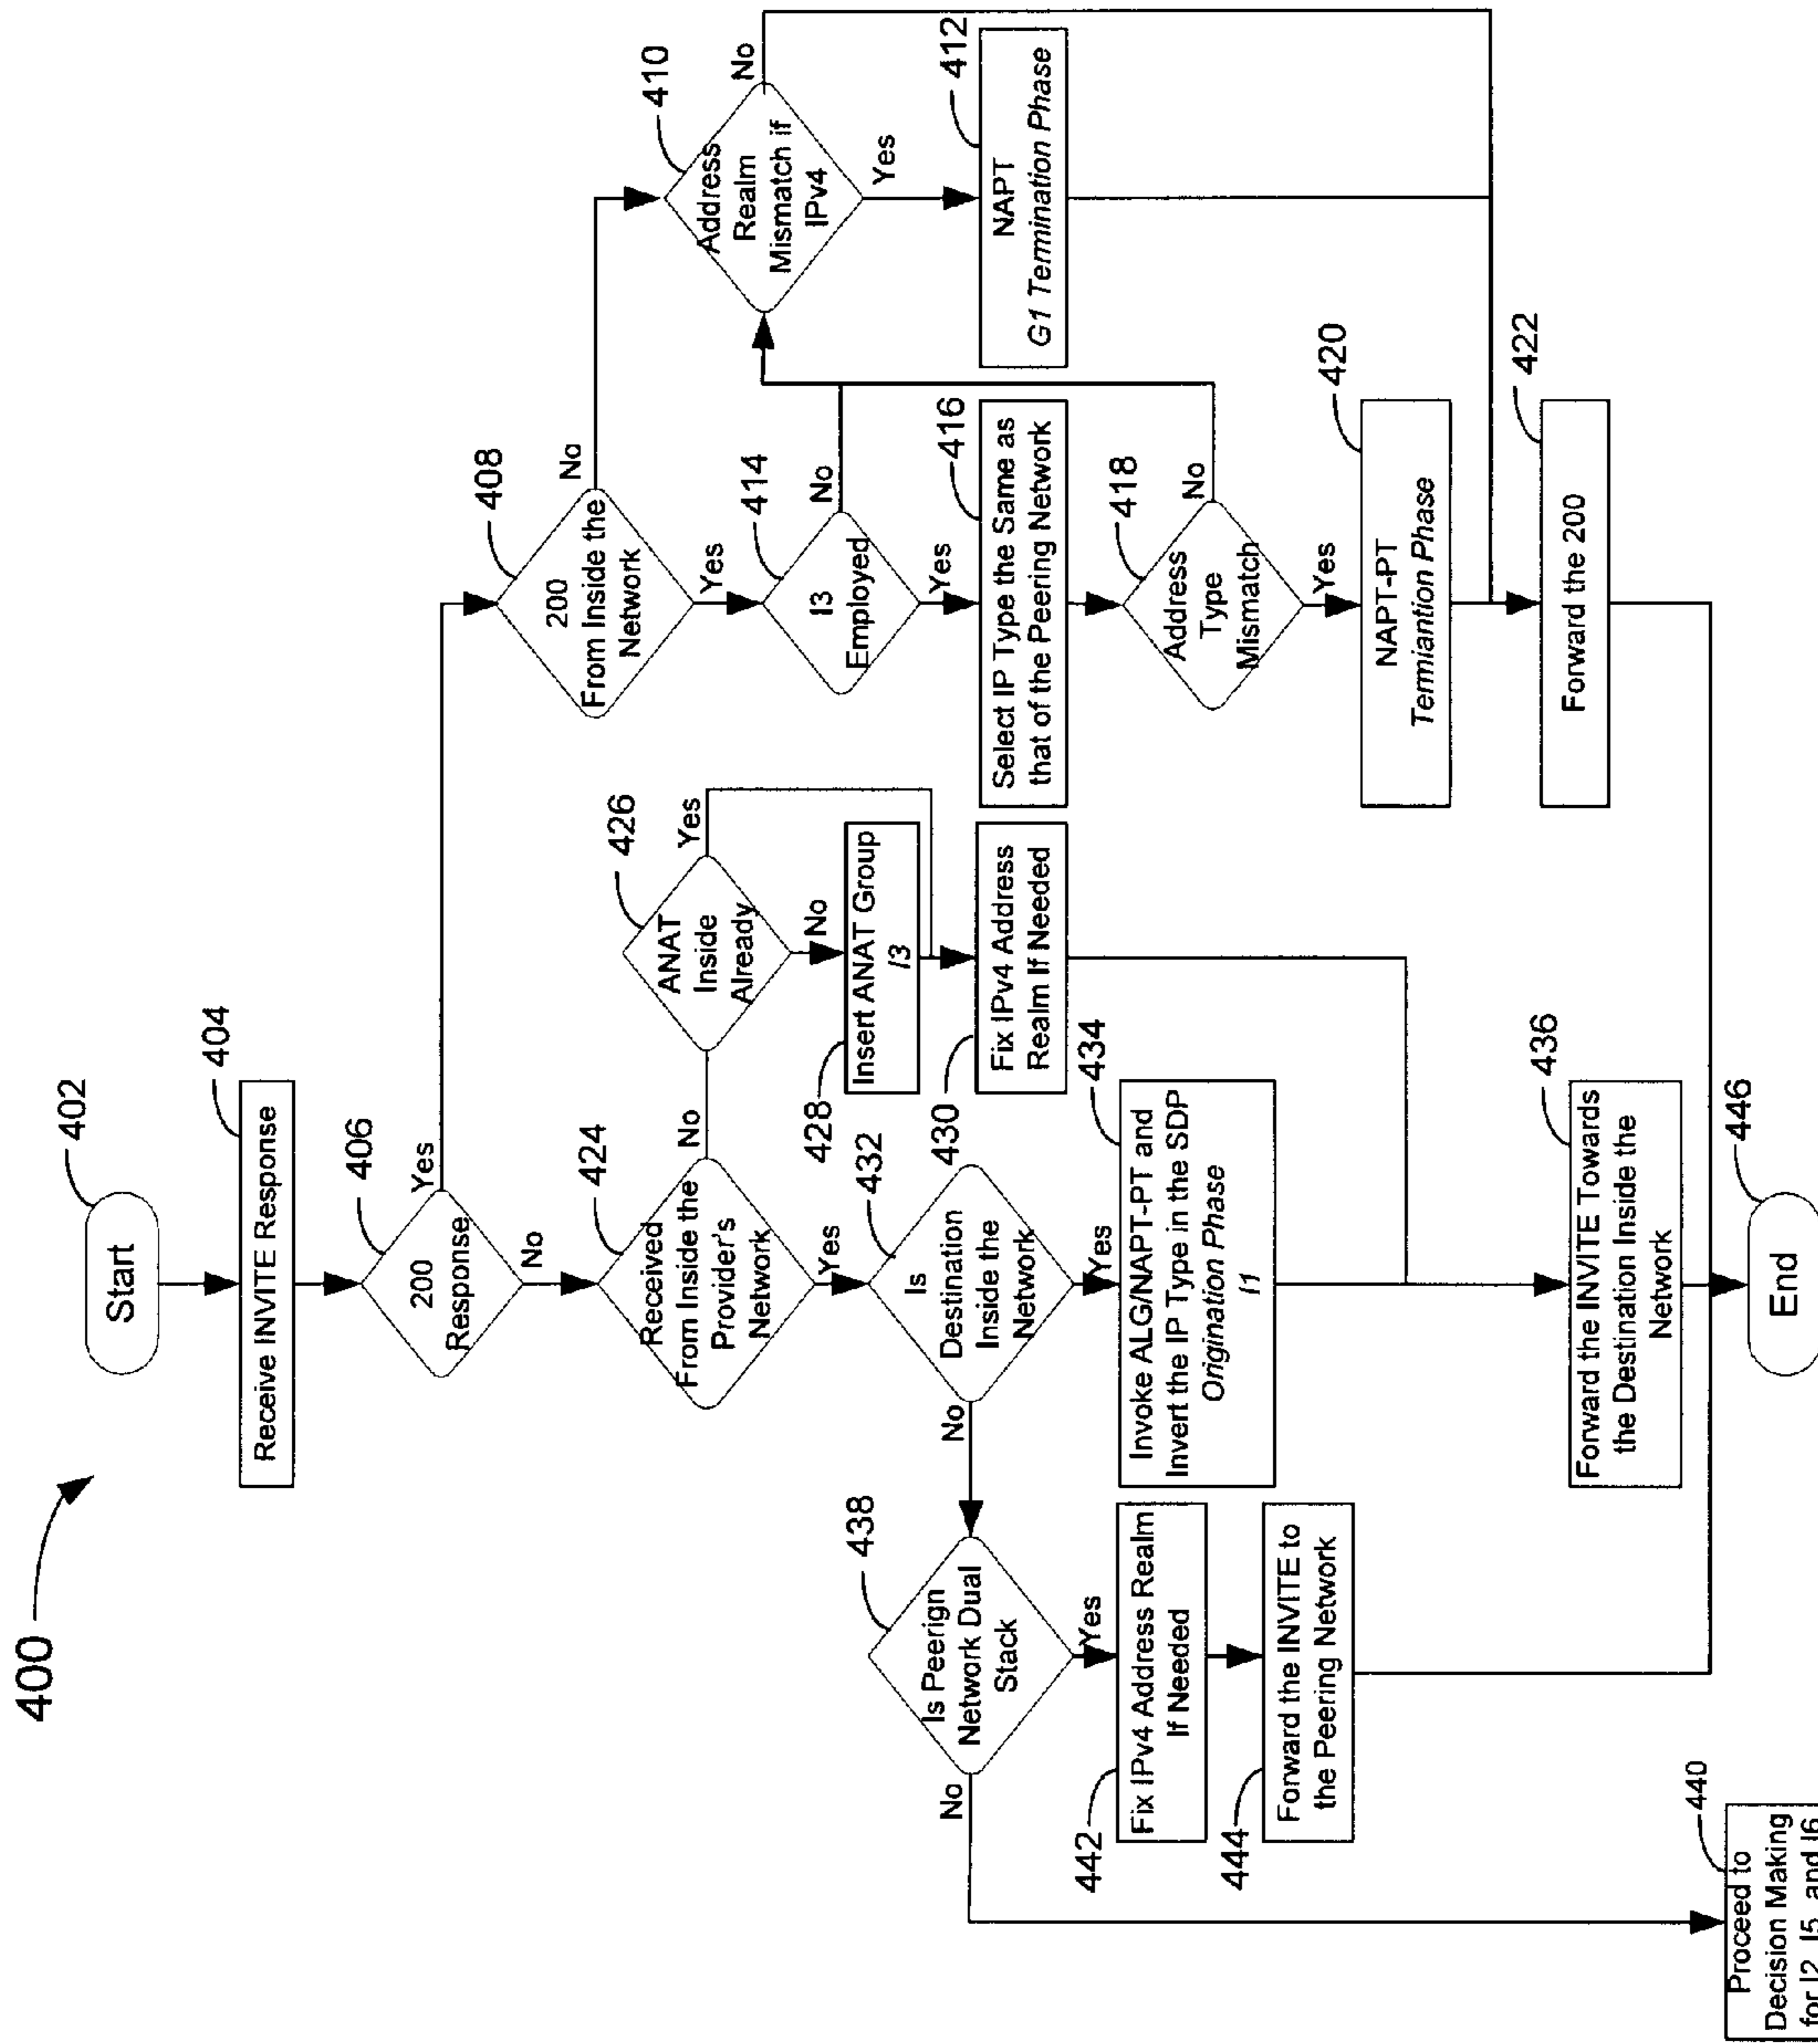 400
Start
402
Receive INVITE Response
404
200
Response
406
Yes
No
200
From Inside the
Network
408
No
Yes
Address
Realm
Mismatch if
IPv4
410
No
Yes
NAPT
G1 Termination Phase
412
I3
Employed
414
No
Yes
Select IP Type the Same as
that of the Peering Network
416
Address
Type
Mismatch
418
No
Yes
NAPT-PT
Termiantion Phase
420
Forward the 200
422
Received
From Inside the
Provider's
Network
424
No
Yes
ANAT
Inside
Already
426
Yes
No
Insert ANAT Group
I3
428
Fix IPv4 Address
Realm If Needed
430
Is
Destination
Inside the
Network
432
No
Yes
Invoke ALG/NAPT-PT and
Invert the IP Type in the SDP
Origination Phase
I1
434
Forward the INVITE Towards
the Destination Inside the
Network
436
Is Peerign
Network Dual
Stack
438
No
Yes
Fix IPv4 Address Realm
If Needed
442
Forward the INVITE to
the Peering Network
444
Proceed to
Decision Making
for I2, I5, and I6
440
End
446